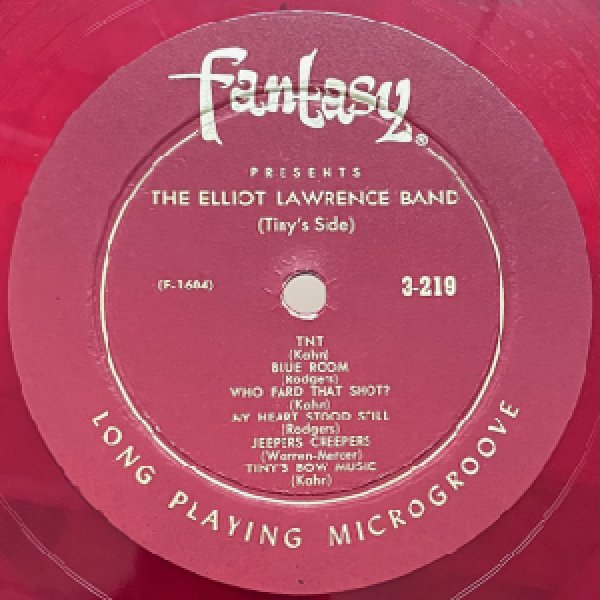 Fantasy®
PRESENTS
THE ELLIOT LAWRENCE BAND
(Tiny's Side)
(F-1604) 3-219
TNT
(Kahn)
BLUE ROOM
(Rodgers)
WHO FARD THAT SHOT?
(Kahn)
MY HEART STOOD STILL
(Rodgers)
JEEPERS CREEPERS
(Warren-Mercer)
TINY'S BOW MUSIC
(Kahn)
LONG PLAYING MICROGROOVE